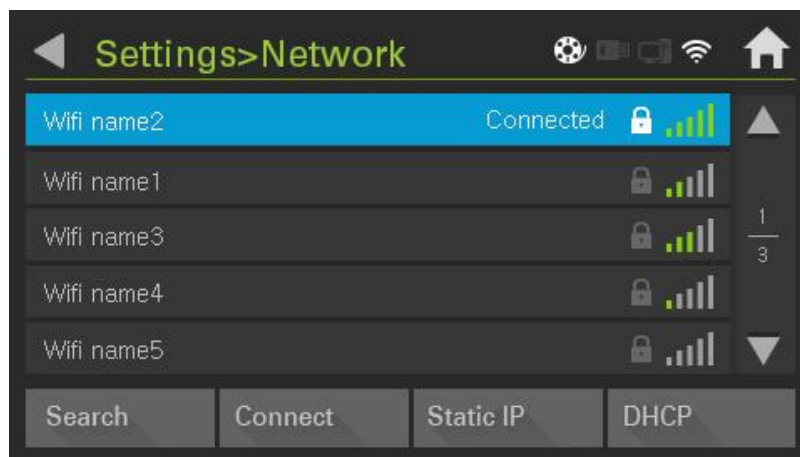 Settings>Network
Wifi name2 Connected
Wifi name1
Wifi name3
Wifi name4
Wifi name5
1
3
Search Connect Static IP DHCP